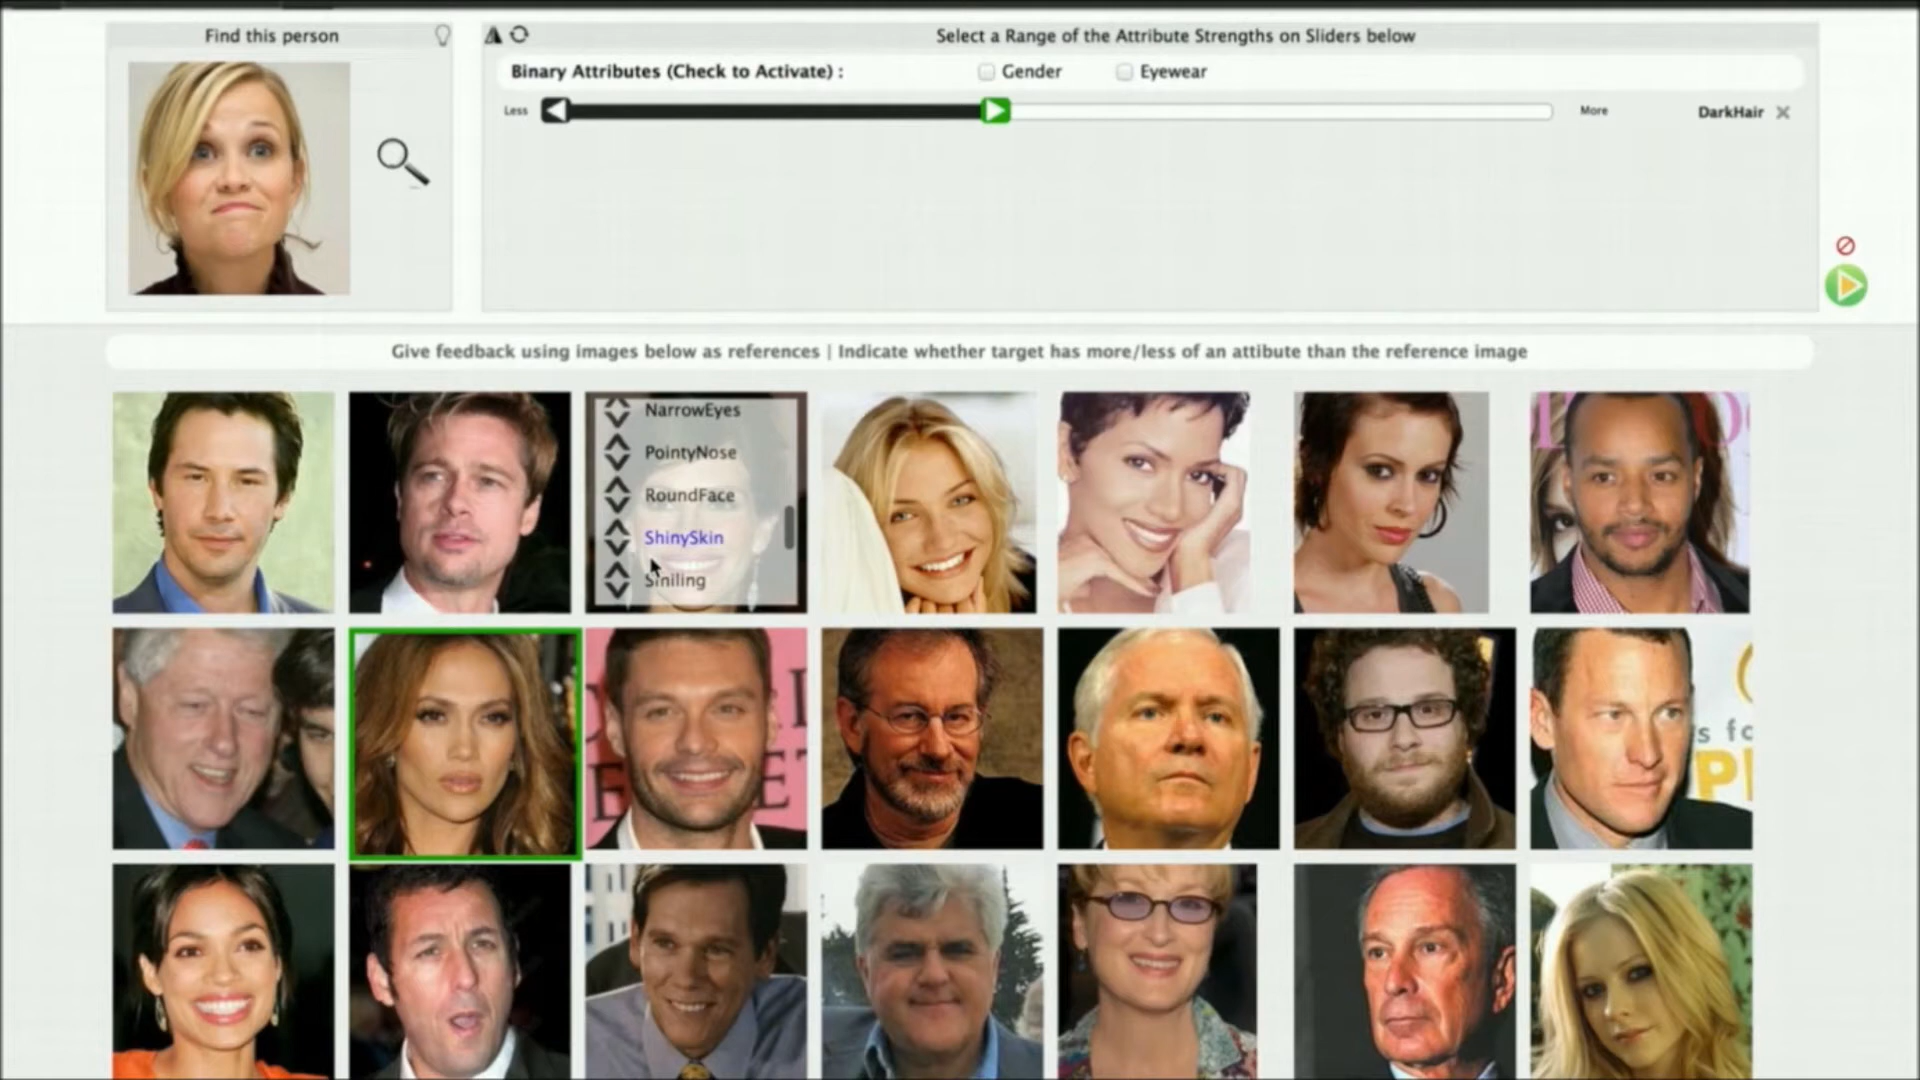 Find this person
Select a Range of the Attribute Strengths on Sliders below
Binary Attributes (Check to Activate) :
Gender
Eyewear
Less
More
DarkHair
Give feedback using images below as references | Indicate whether target has more/less of an attibute than the reference image
NarrowEyes
PointyNose
RoundFace
ShinySkin
Smiling
s fo